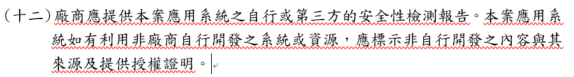 (十二)廠商應提供本案應用系統之自行或第三方的安全性檢測報告。本案應用系
統如有利用非廠商自行開發之系統或資源，應標示非自行開發之內容與其
來源及提供授權證明。